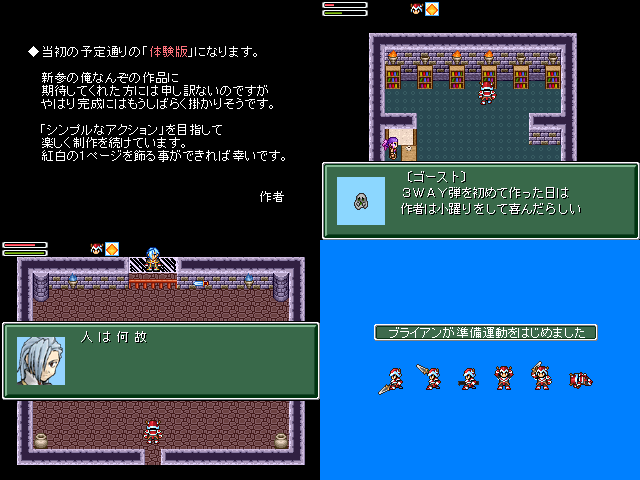 ◆当初の予定通りの「体験版」になります。
新参の俺なんぞの作品に
期待してくれた方には申し訳ないのですが
やはり完成にはもうしばらく掛かりそうです。
「シンプルなアクション」を目指して
楽しく制作を続けています。
紅白の1ページを飾る事ができれば幸いです。
作者
〔ゴースト〕
3WAY弾を初めて作った日は
作者は小躍りをして喜んだらしい
人は何故
ブライアンが準備運動をはじめました